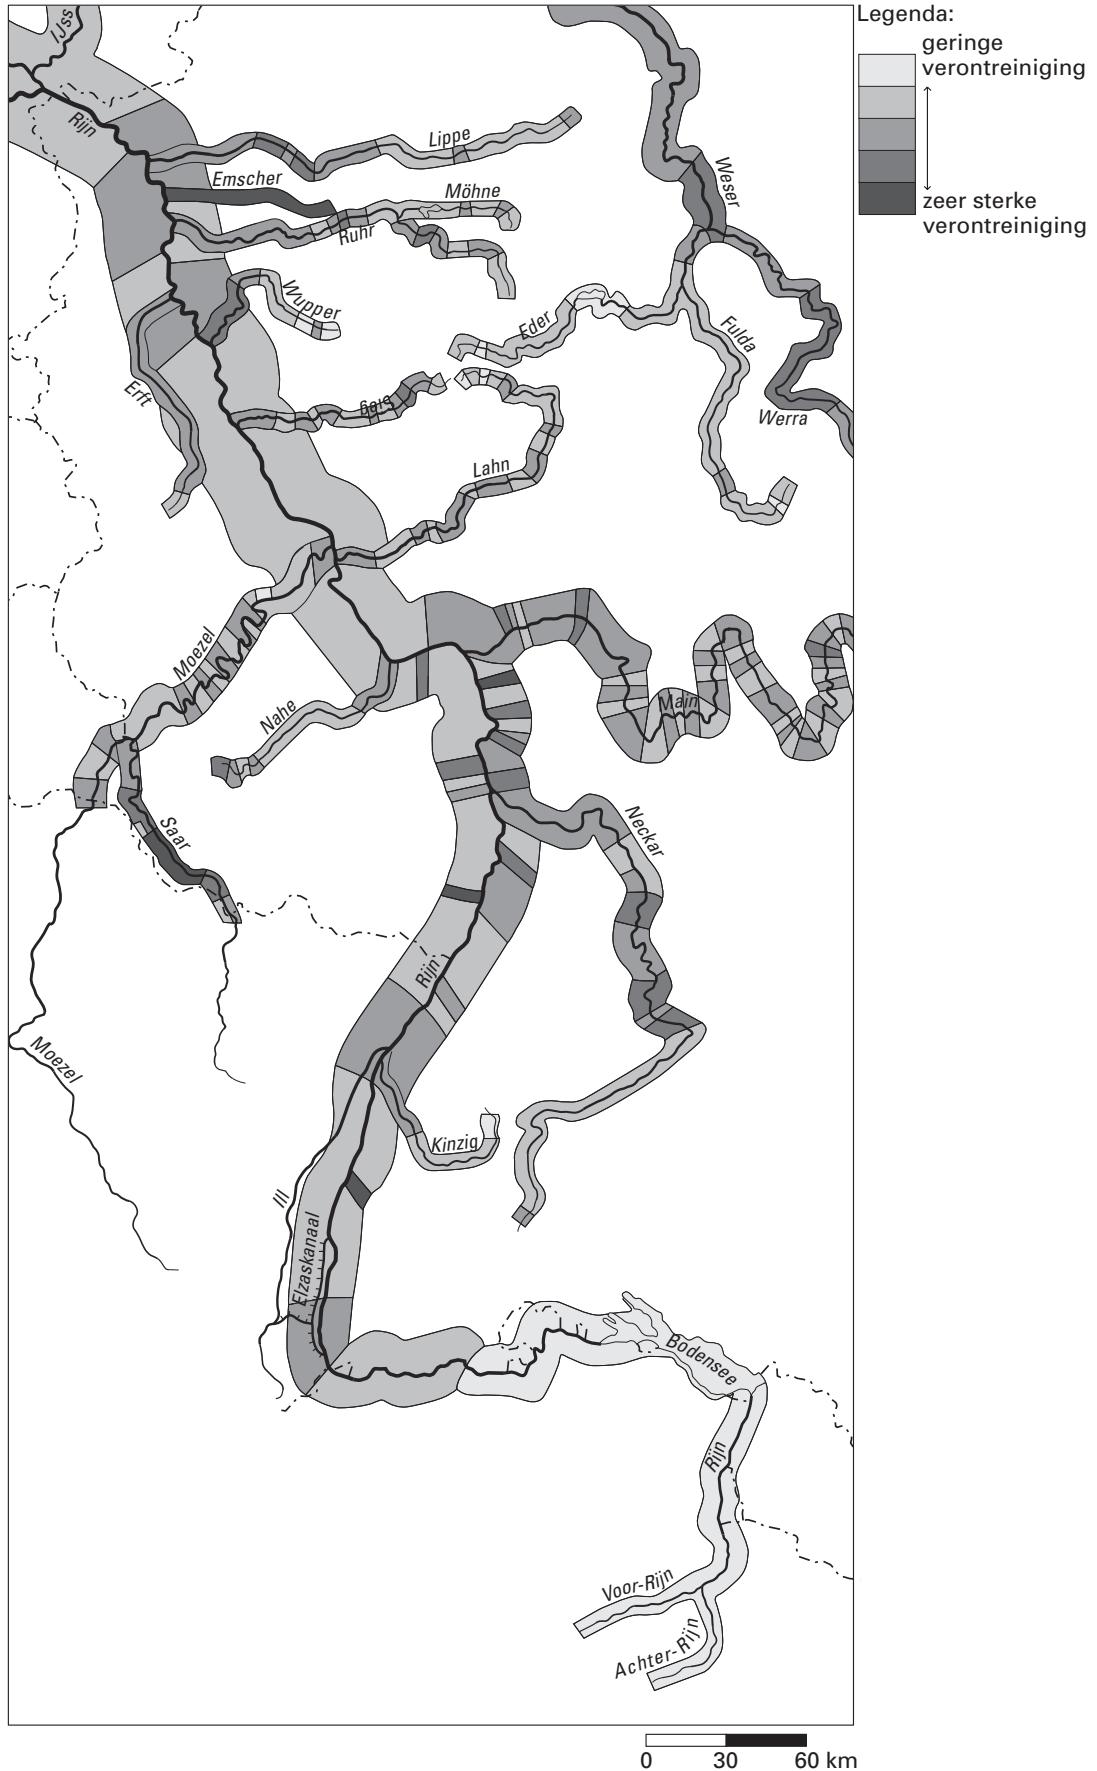 Legenda:
geringe
verontreiniging
zeer sterke
verontreiniging
IJss
Rijn
Lippe
Emscher
Möhne
Ruhr
Weser
Wupper
Eder
Fulda
Erft
Sieg
Werra
Lahn
Moezel
Main
Nahe
Saar
Neckar
Rijn
Moezel
Kinzig
Ill
Elzaskanaal
Bodensee
Rijn
Voor-Rijn
Achter-Rijn
0 30 60 km